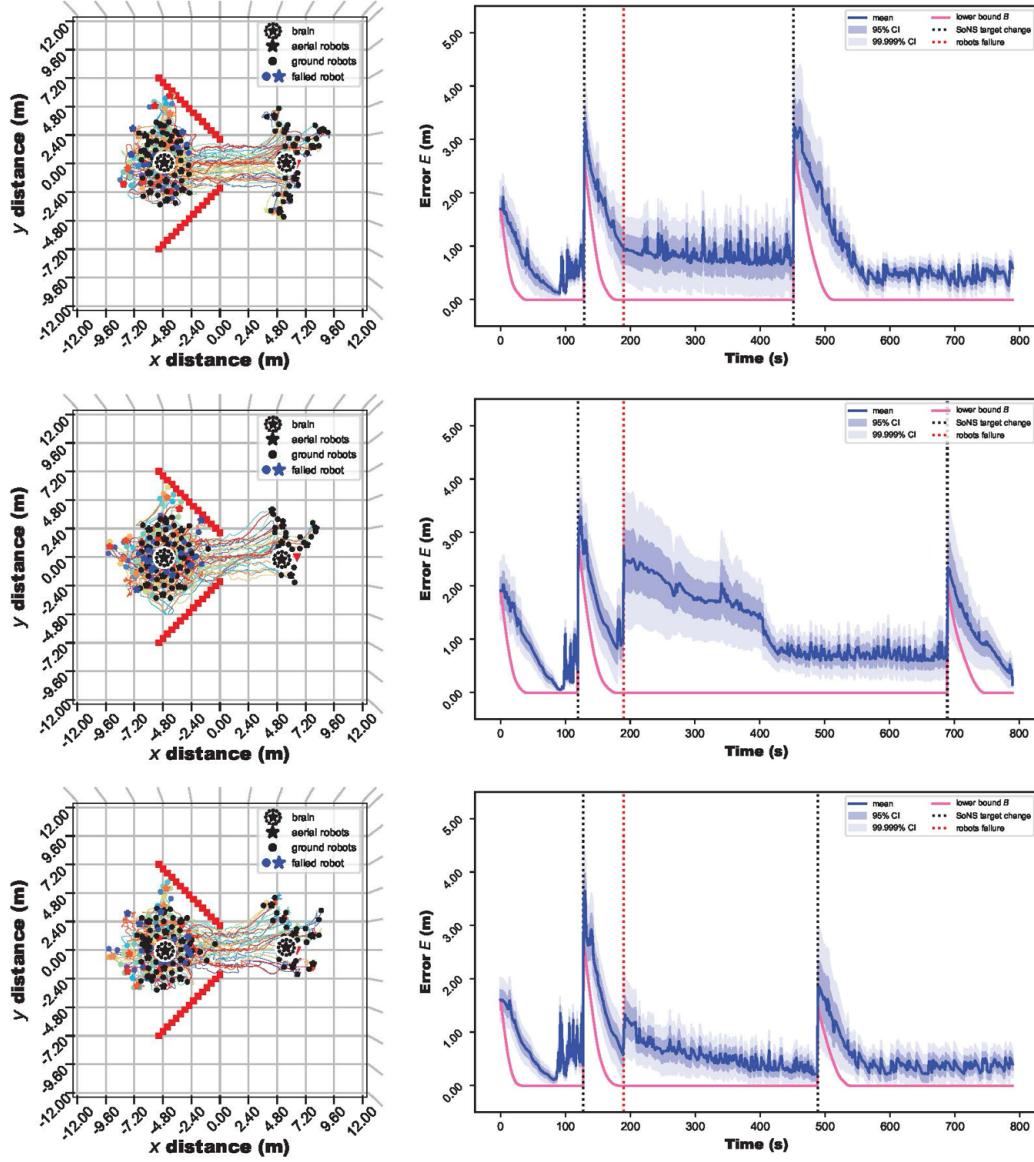 brain
aerial robots
ground robots
failed robot
y distance (m)
12.00
9.60
7.20
4.80
2.40
0.00
-2.40
-4.80
-7.20
-9.60
-12.00
-12.00 -9.60 -7.20 -4.80 -2.40 0.00 2.40 4.80 7.20 9.60 12.00
x distance (m)
mean lower bound B
95% CI SoNS target change
99.999% CI robots failure
Error E (m)
5.00
4.00
3.00
2.00
1.00
0.00
0 100 200 300 400 500 600 700 800
Time (s)
brain
aerial robots
ground robots
failed robot
y distance (m)
12.00
9.60
7.20
4.80
2.40
0.00
-2.40
-4.80
-7.20
-9.60
-12.00
-12.00 -9.60 -7.20 -4.80 -2.40 0.00 2.40 4.80 7.20 9.60 12.00
x distance (m)
mean lower bound B
95% CI SoNS target change
99.999% CI robots failure
Error E (m)
5.00
4.00
3.00
2.00
1.00
0.00
0 100 200 300 400 500 600 700 800
Time (s)
brain
aerial robots
ground robots
failed robot
y distance (m)
12.00
9.60
7.20
4.80
2.40
0.00
-2.40
-4.80
-7.20
-9.60
-12.00
-12.00 -9.60 -7.20 -4.80 -2.40 0.00 2.40 4.80 7.20 9.60 12.00
x distance (m)
mean lower bound B
95% CI SoNS target change
99.999% CI robots failure
Error E (m)
5.00
4.00
3.00
2.00
1.00
0.00
0 100 200 300 400 500 600 700 800
Time (s)